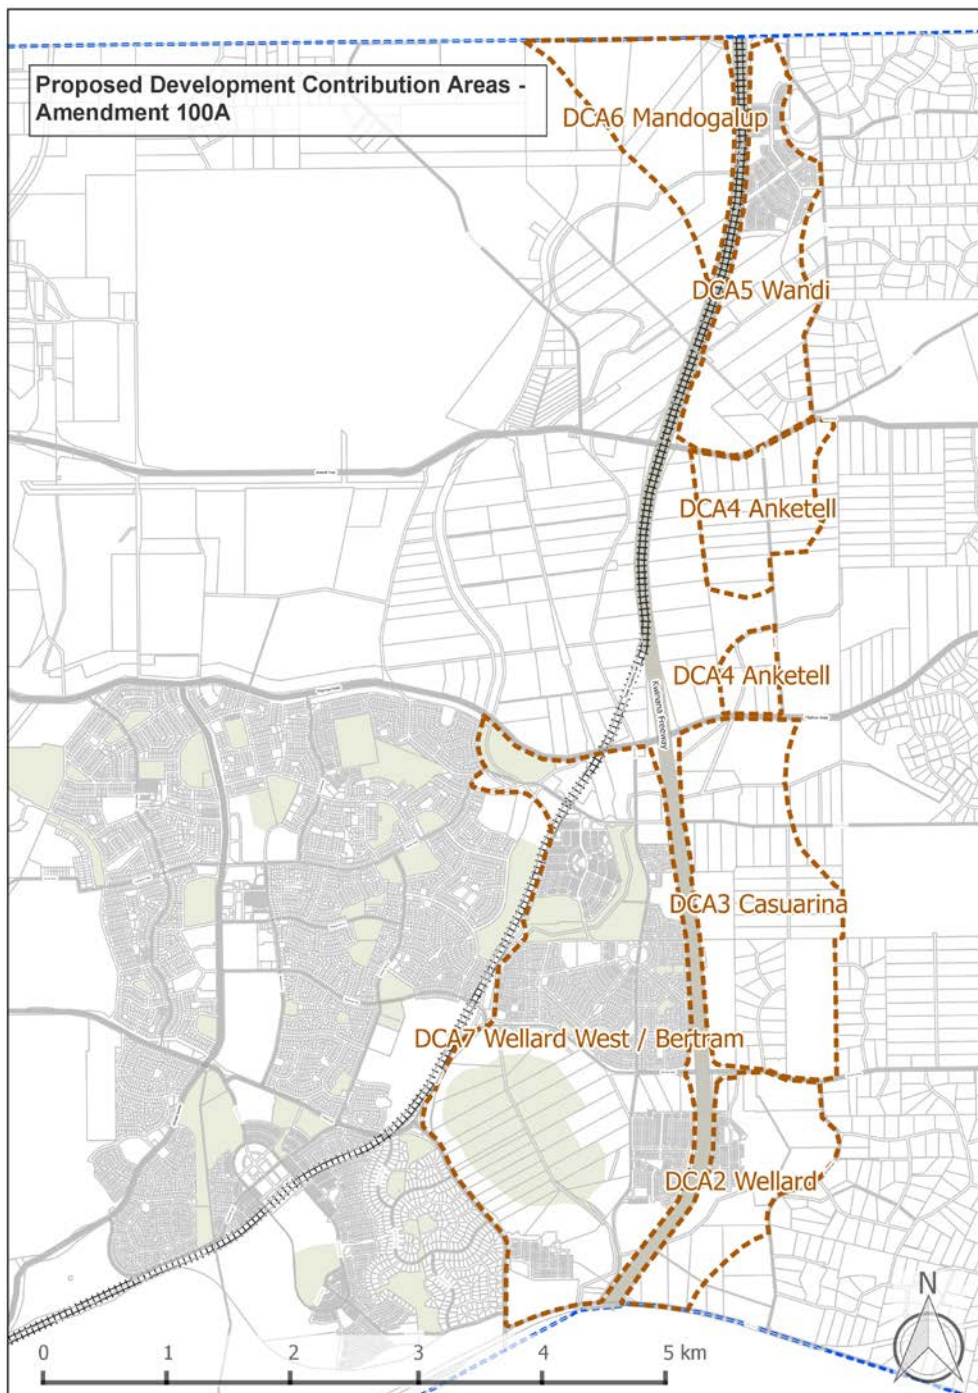 Proposed Development Contribution Areas -
Amendment 100A
DCA6 Mandogalup
DCA5 Wandi
DCA4 Anketell
DCA4 Anketell
Kwinana Freeway
DCA3 Casuarina
DCA7 Wellard West / Bertram
DCA2 Wellard
N
0 1 2 3 4 5 km